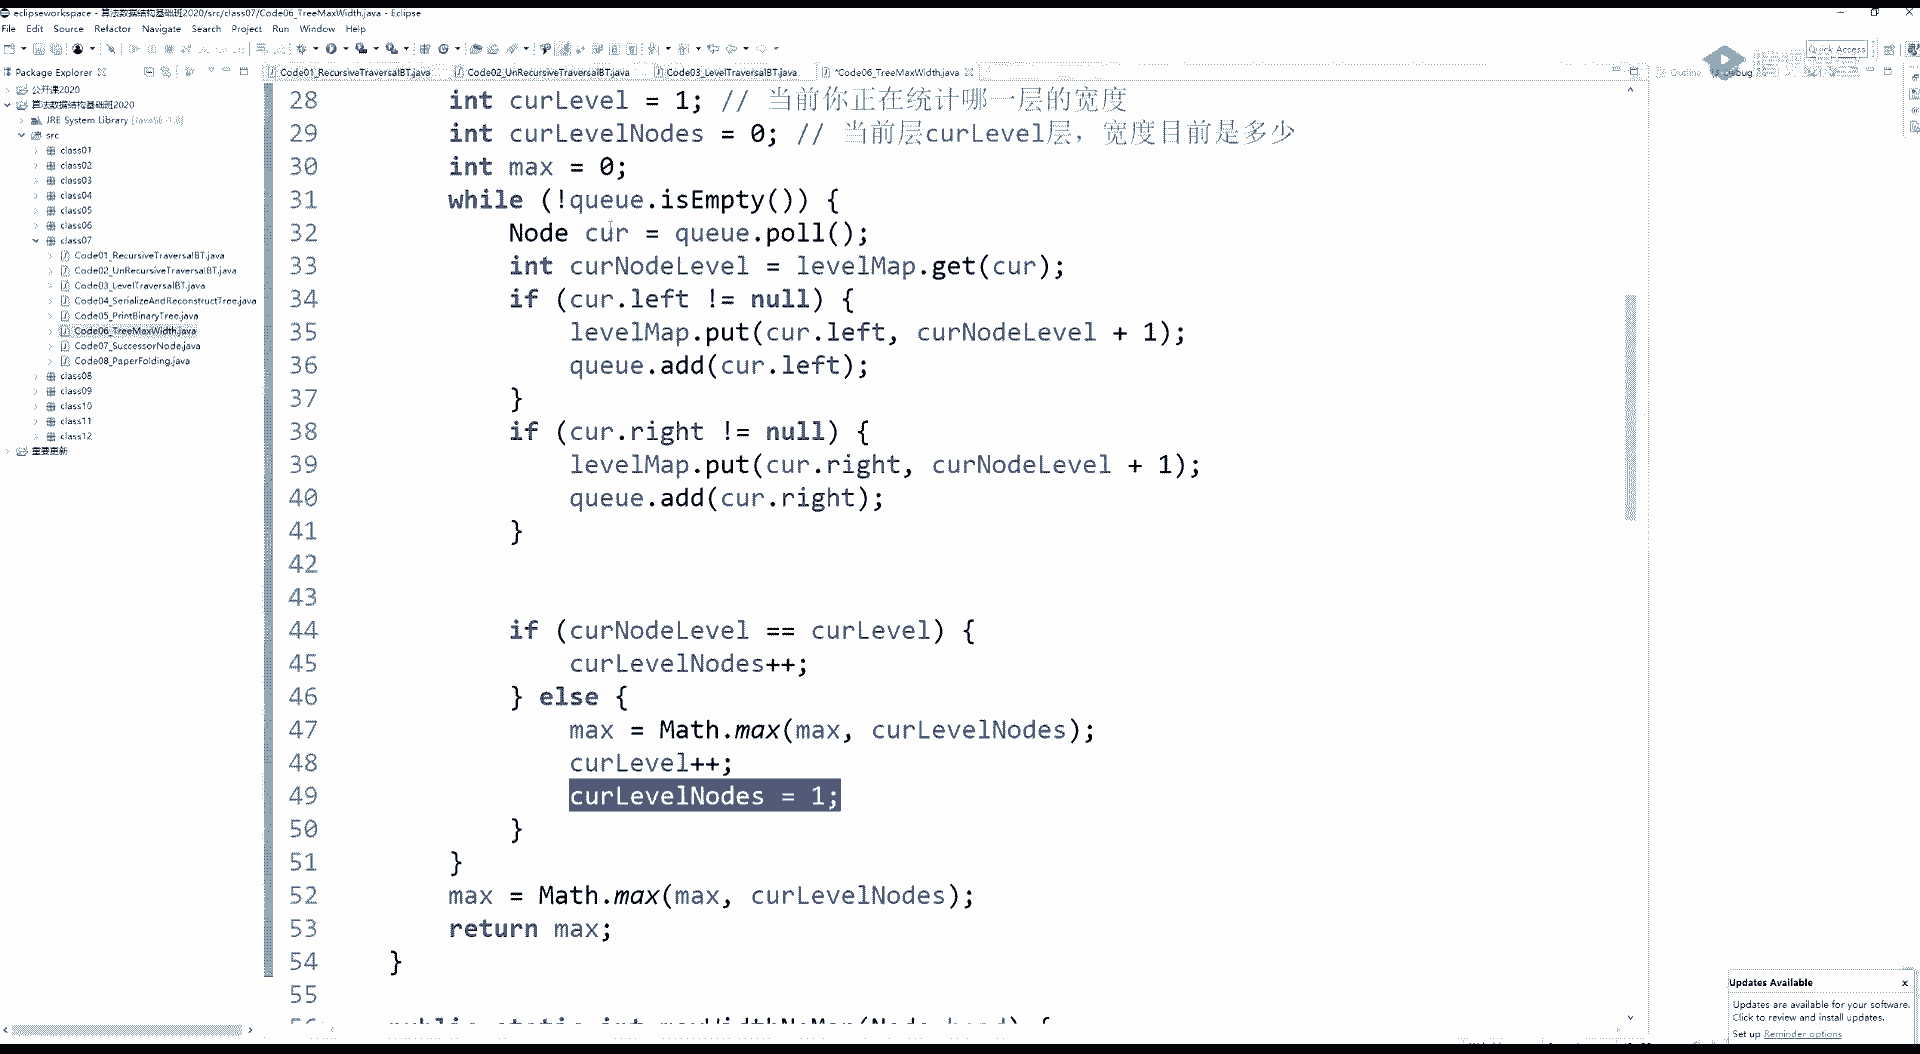 eclipseworkspace - 算法数据结构基础班2020/src/class07/Code06_TreeMaxWidth.java - Eclipse
File Edit Source Refactor Navigate Search Project Run Window Help
Quick Access
Package Explorer
Code01_RecursiveTraversalBT.java Code02_UnRecursiveTraversalBT.java Code03_LevelTraversalBT.java *Code06_TreeMaxWidth.java
Outline Debug
公开课2020
算法数据结构基础班2020
JRE System Library
src
class01
class02
class03
class04
class05
class06
class07
Code01_RecursiveTraversalBT.java
Code02_UnRecursiveTraversalBT.java
Code03_LevelTraversalBT.java
Code04_SerializeAndReconstructTree.java
Code05_PrintBinaryTree.java
Code06_TreeMaxWidth.java
Code07_SuccessorNode.java
Code08_PaperFolding.java
class08
class09
class10
class11
class12
重要更新
28 int curLevel = 1; // 当前你正在统计哪一层的宽度
29 int curLevelNodes = 0; // 当前层curLevel层，宽度目前是多少
30 int max = 0;
31 while (!queue.isEmpty()) {
32 Node cur = queue.poll();
33 int curNodeLevel = levelMap.get(cur);
34 if (cur.left != null) {
35 levelMap.put(cur.left, curNodeLevel + 1);
36 queue.add(cur.left);
37 }
38 if (cur.right != null) {
39 levelMap.put(cur.right, curNodeLevel + 1);
40 queue.add(cur.right);
41 }
42
43
44 if (curNodeLevel == curLevel) {
45 curLevelNodes++;
46 } else {
47 max = Math.max(max, curLevelNodes);
48 curLevel++;
49 curLevelNodes = 1;
50 }
51 }
52 max = Math.max(max, curLevelNodes);
53 return max;
54 }
55
Updates Available
Updates are available for your software.
Click to review and install updates.
Set up Reminder options